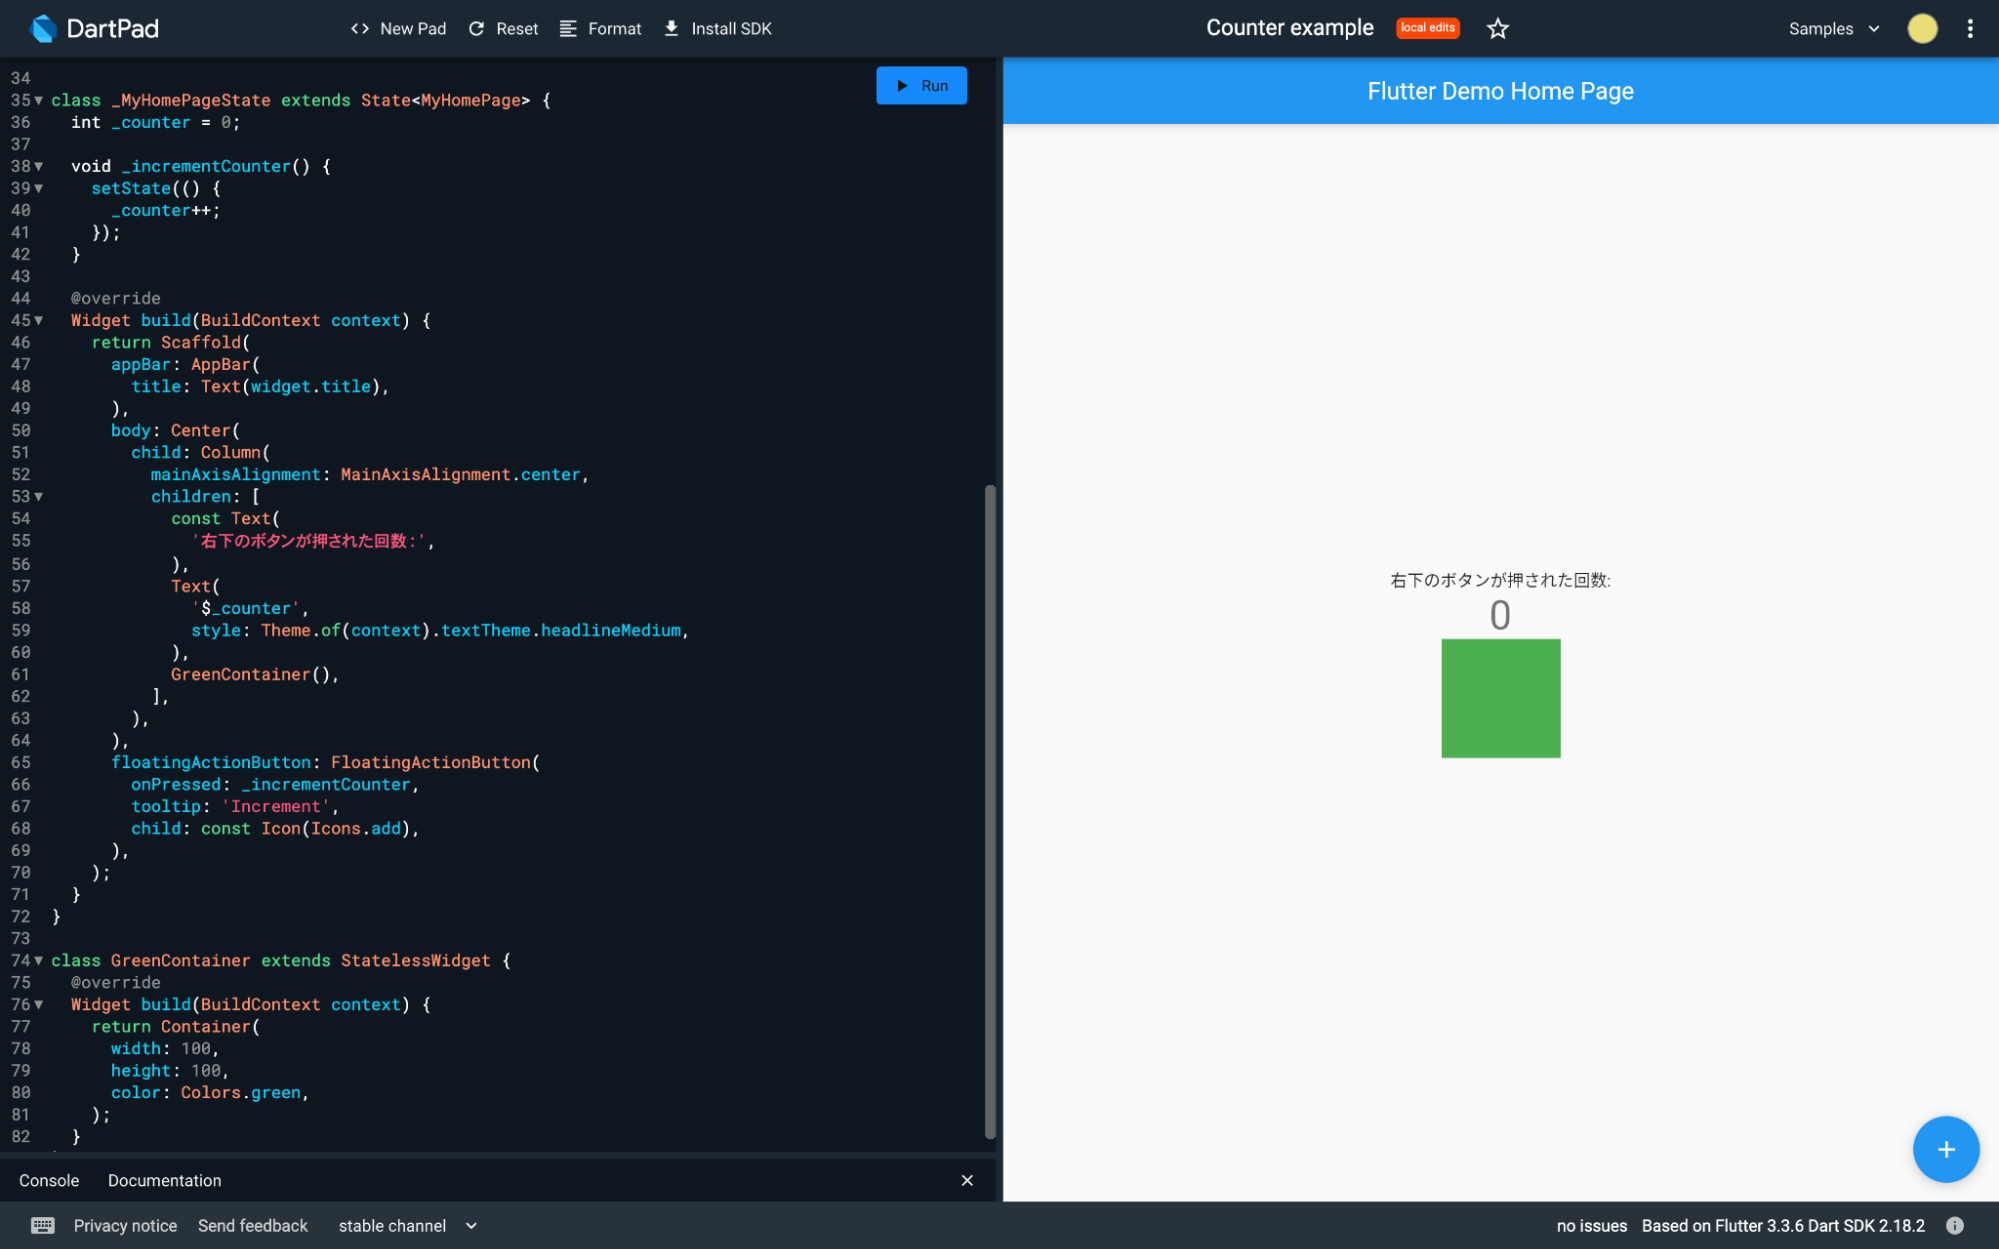 DartPad
<> New Pad
Reset
Format
Install SDK
Counter example
local edits
Samples
Run
34
35 class _MyHomePageState extends State<MyHomePage> {
36   int _counter = 0;
37
38   void _incrementCounter() {
39     setState(() {
40       _counter++;
41     });
42   }
43
44   @override
45   Widget build(BuildContext context) {
46     return Scaffold(
47       appBar: AppBar(
48         title: Text(widget.title),
49       ),
50       body: Center(
51         child: Column(
52           mainAxisAlignment: MainAxisAlignment.center,
53           children: [
54             const Text(
55               '右下のボタンが押された回数:',
56             ),
57             Text(
58               '$_counter',
59               style: Theme.of(context).textTheme.headlineMedium,
60             ),
61             GreenContainer(),
62           ],
63         ),
64       ),
65       floatingActionButton: FloatingActionButton(
66         onPressed: _incrementCounter,
67         tooltip: 'Increment',
68         child: const Icon(Icons.add),
69       ),
70     );
71   }
72 }
73
74 class GreenContainer extends StatelessWidget {
75   @override
76   Widget build(BuildContext context) {
77     return Container(
78       width: 100,
79       height: 100,
80       color: Colors.green,
81     );
82   }
Flutter Demo Home Page
右下のボタンが押された回数:
0
+
Console
Documentation
Privacy notice
Send feedback
stable channel
no issues
Based on Flutter 3.3.6 Dart SDK 2.18.2